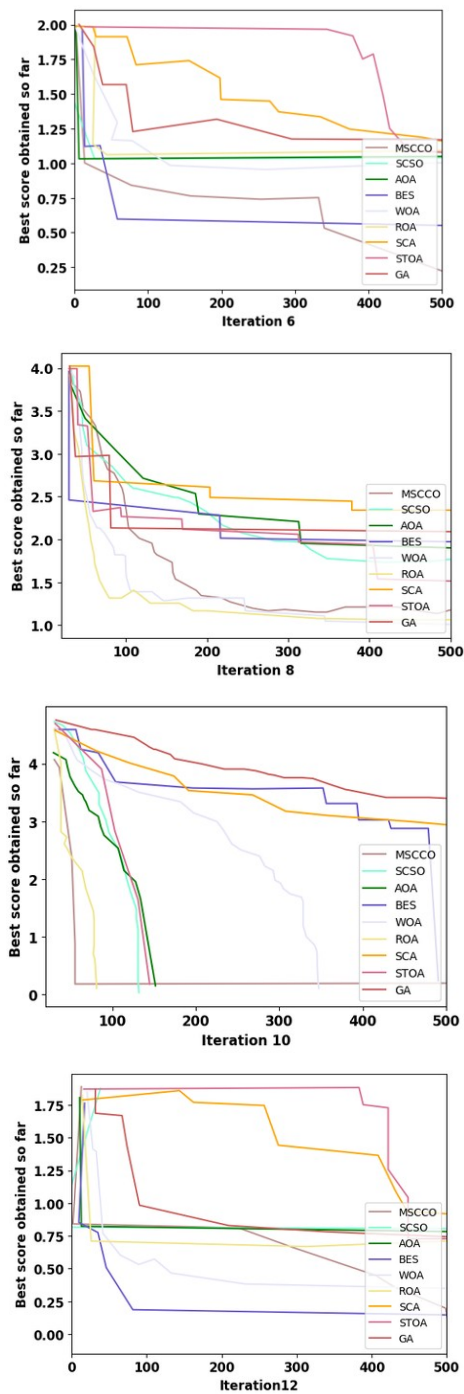 2.00
1.75
1.50
1.25
1.00
0.75
0.50
0.25
Best score obtained so far
MSCCO
SCSO
AOA
BES
WOA
ROA
SCA
STOA
GA
0 100 200 300 400 500
Iteration 6
4.0
3.5
3.0
2.5
2.0
1.5
1.0
Best score obtained so far
MSCCO
SCSO
AOA
BES
WOA
ROA
SCA
STOA
GA
100 200 300 400 500
Iteration 8
4
3
2
1
0
Best score obtained so far
MSCCO
SCSO
AOA
BES
WOA
ROA
SCA
STOA
GA
100 200 300 400 500
Iteration 10
1.75
1.50
1.25
1.00
0.75
0.50
0.25
0.00
Best score obtained so far
MSCCO
SCSO
AOA
BES
WOA
ROA
SCA
STOA
GA
0 100 200 300 400 500
Iteration12